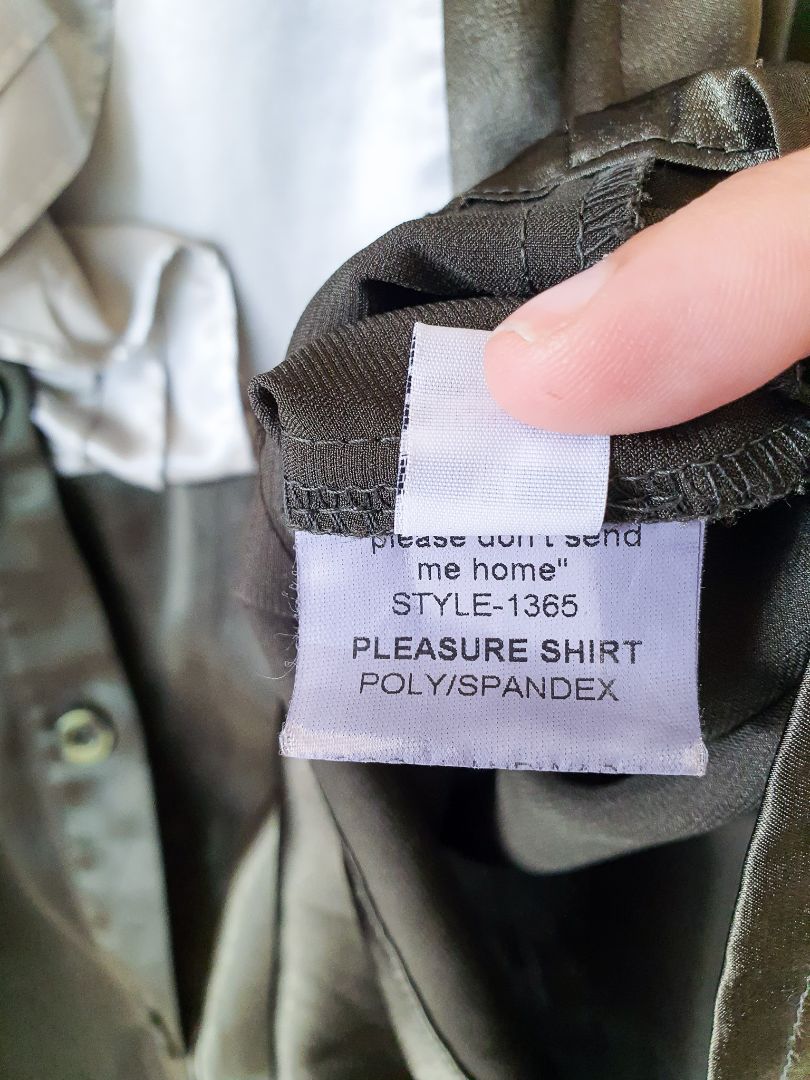 "please don't send
me home"
STYLE-1365
PLEASURE SHIRT
POLY/SPANDEX